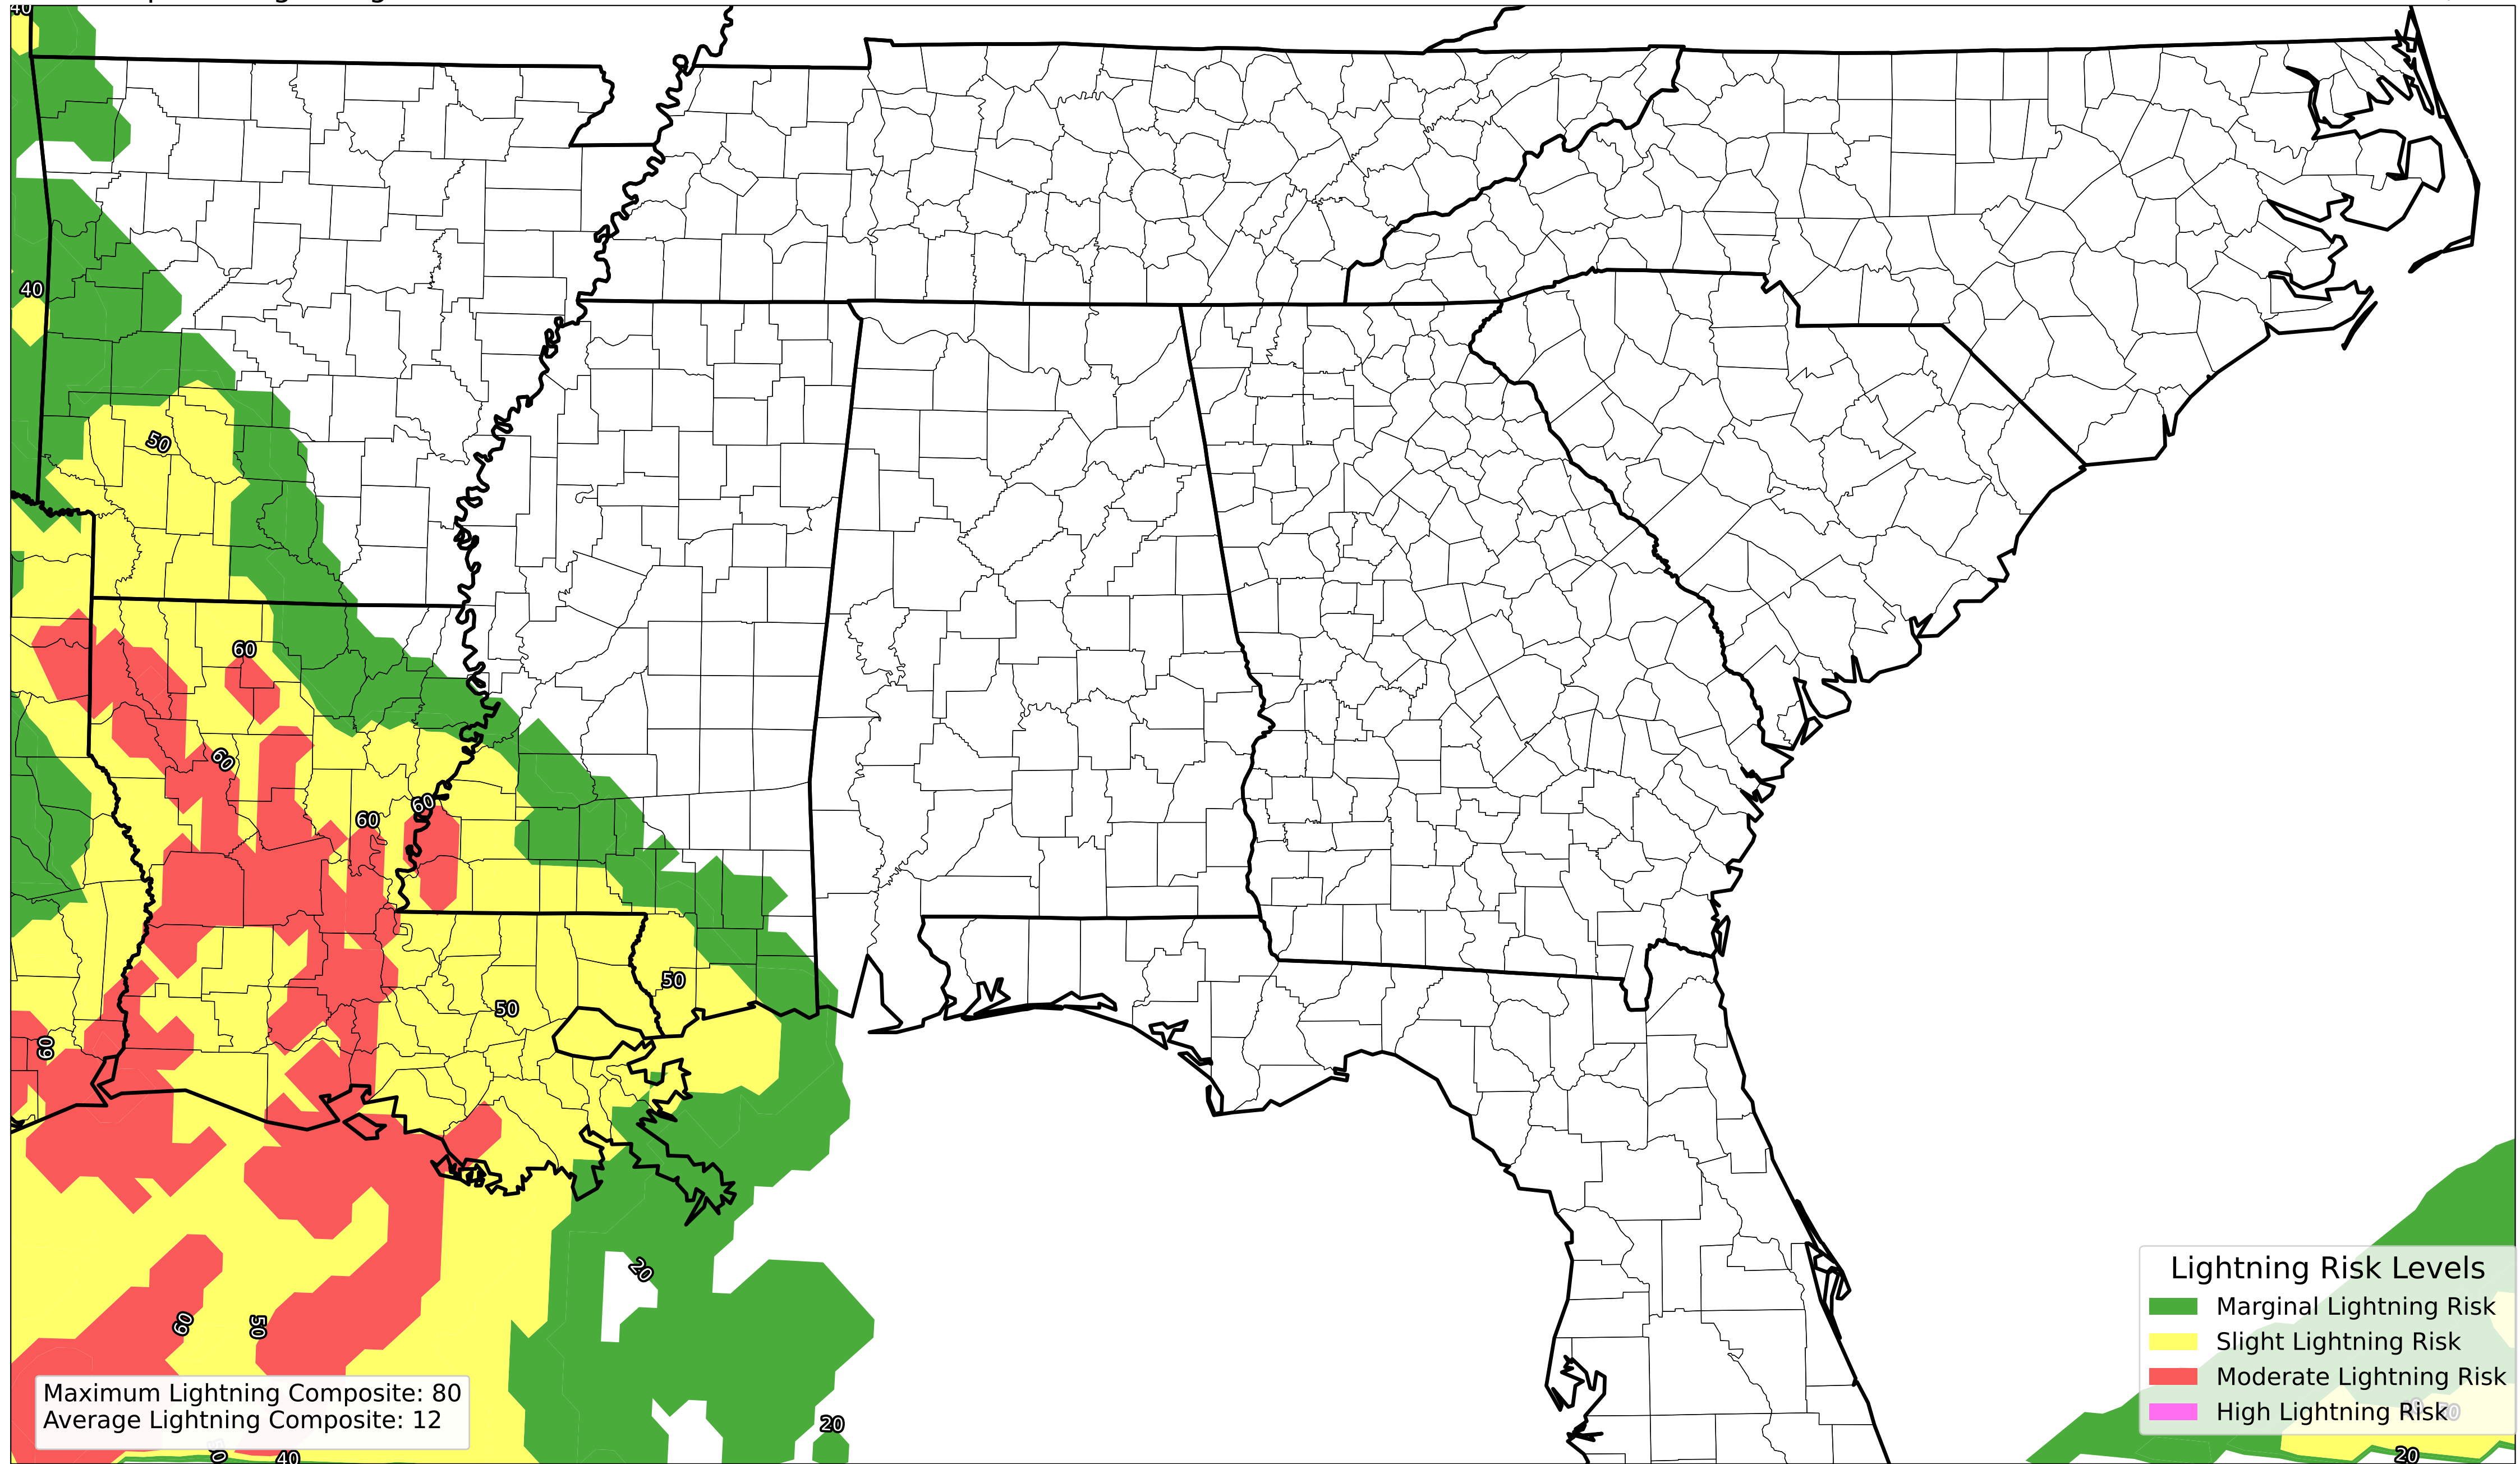 40
40
50
60
60
60
60
50
50
60
20
60
50
20
40
20
Lightning Risk Levels
Marginal Lightning Risk
Slight Lightning Risk
Moderate Lightning Risk
High Lightning Risk
Maximum Lightning Composite: 80
Average Lightning Composite: 12